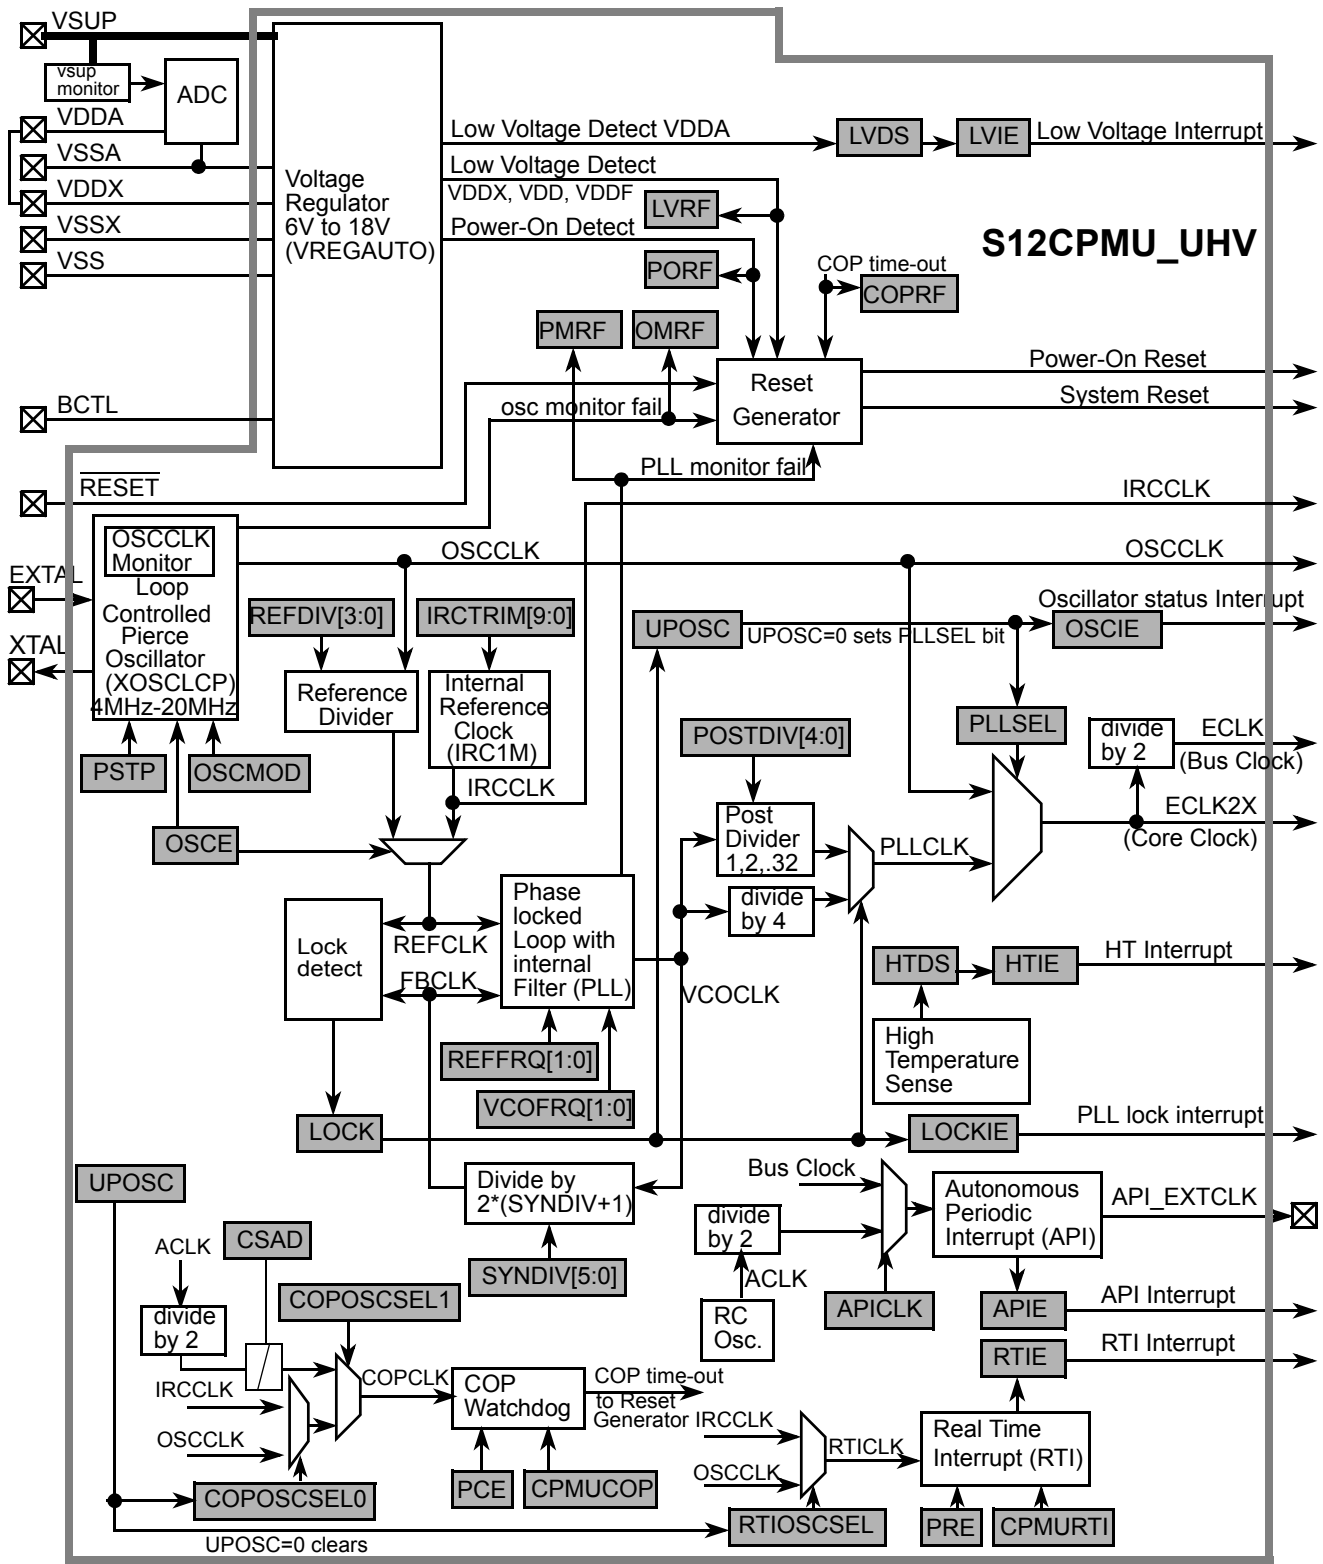 VSUP
vsup
monitor
ADC
VDDA
VSSA
VDDX
VSSX
VSS
BCTL
RESET
Voltage
Regulator
6V to 18V
(VREGAUTO)
Low Voltage Detect VDDA
Low Voltage Detect
VDDX, VDD, VDDF
Power-On Detect
LVDS
LVIE
Low Voltage Interrupt
LVRF
PORF
S12CPMU_UHV
COP time-out
COPRF
PMRF
OMRF
osc monitor fail
Reset
Generator
Power-On Reset
System Reset
PLL monitor fail
IRCCLK
OSCCLK
Monitor
Loop
Controlled
Pierce
Oscillator
(XOSCLCP)
4MHz-20MHz
EXTAL
XTAL
OSCCLK
OSCCLK
REFDIV[3:0]
IRCTRIM[9:0]
UPOSC
UPOSC=0 sets PLLSEL bit
Oscillator status Interrupt
OSCIE
Reference
Divider
Internal
Reference
Clock
(IRC1M)
PSTP
OSCMOD
OSCE
IRCCLK
POSTDIV[4:0]
PLLSEL
divide
by 2
ECLK
(Bus Clock)
ECLK2X
(Core Clock)
Post
Divider
1,2,.32
PLLCLK
divide
by 4
Lock
detect
REFCLK
FBCLK
Phase
locked
Loop with
internal
Filter (PLL)
VCOCLK
REFFRQ[1:0]
VCOFRQ[1:0]
HTDS
HTIE
HT Interrupt
High
Temperature
Sense
LOCK
LOCKIE
PLL lock interrupt
UPOSC
Divide by
2*(SYNDIV+1)
SYNDIV[5:0]
Bus Clock
divide
by 2
ACLK
RC
Osc.
APICLK
Autonomous
Periodic
Interrupt (API)
API_EXTCLK
APIE
API Interrupt
RTIE
RTI Interrupt
ACLK
CSAD
divide
by 2
COPOSCSEL1
IRCCLK
OSCCLK
COPCLK
COP
Watchdog
COP time-out
to Reset
Generator
COPOSCSEL0
PCE
CPMUCOP
UPOSC=0 clears
IRCCLK
OSCCLK
RTICLK
Real Time
Interrupt (RTI)
RTIOSCSEL
PRE
CPMURTI